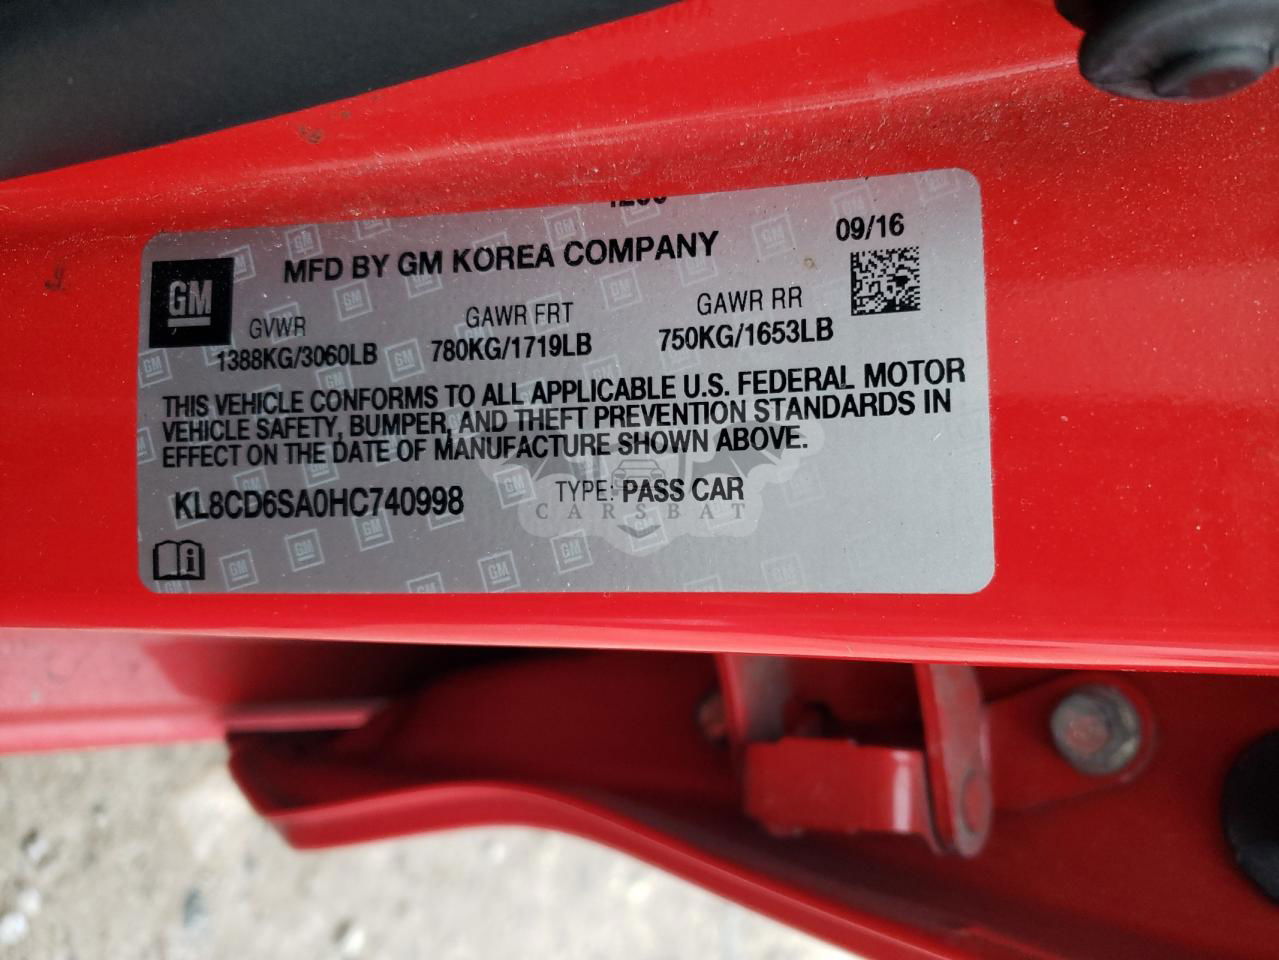 MFD BY GM KOREA COMPANY
09/16
GM
GVWR
GAWR FRT
GAWR RR
1388KG/3060LB
780KG/1719LB
750KG/1653LB
THIS VEHICLE CONFORMS TO ALL APPLICABLE U.S. FEDERAL MOTOR
VEHICLE SAFETY, BUMPER, AND THEFT PREVENTION STANDARDS IN
EFFECT ON THE DATE OF MANUFACTURE SHOWN ABOVE.
KL8CD6SA0HC740998
TYPE: PASS CAR
CARSBAT